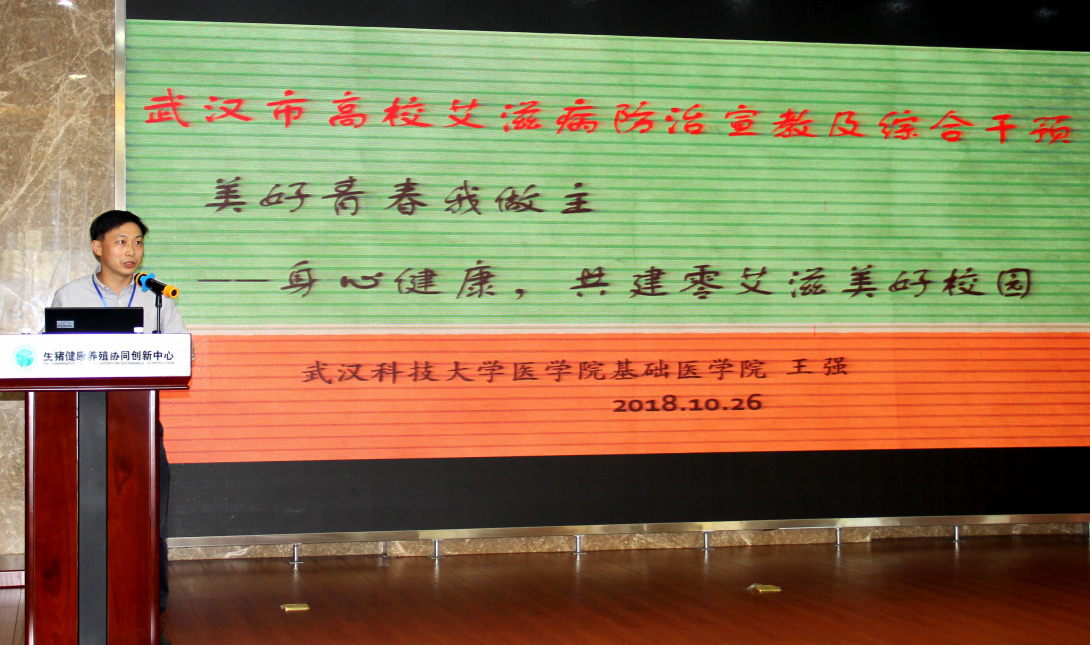 武汉市高校艾滋病防治宣教及综合干预
美好青春我做主
——身心健康，共建零艾滋美好校园
武汉科技大学医学院基础医学院 王强
2018.10.26
生猪健康养殖协同创新中心